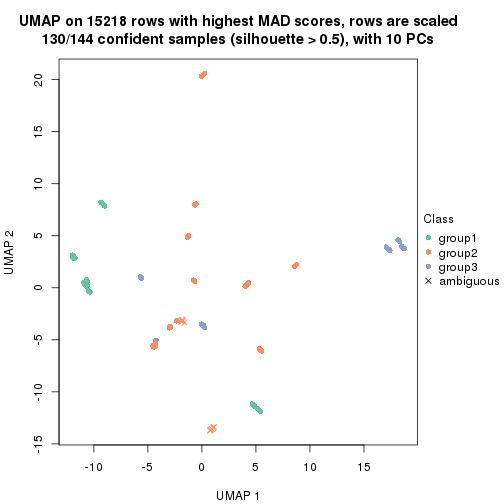 UMAP on 15218 rows with highest MAD scores, rows are scaled
130/144 confident samples (silhouette > 0.5), with 10 PCs
20
15
10
5
0
-5
-10
-15
UMAP 2
-10
-5
0
5
10
15
UMAP 1
Class
group1
group2
group3
ambiguous